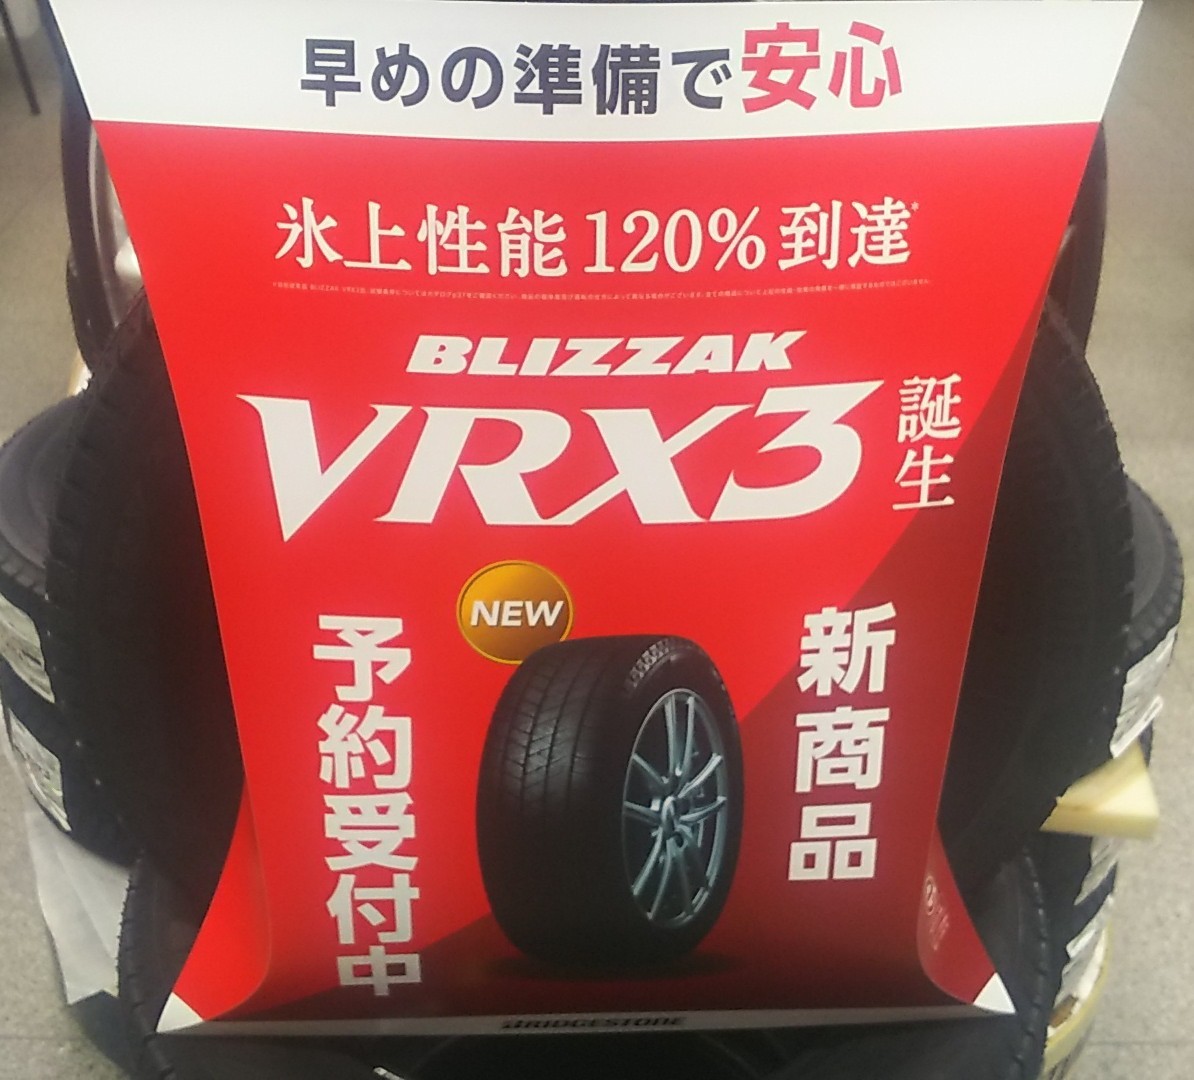 早めの準備で安心
氷上性能120%到達*
BLIZZAK
VRX3
誕生
NEW
新商品
予約受付中
BRIDGESTONE